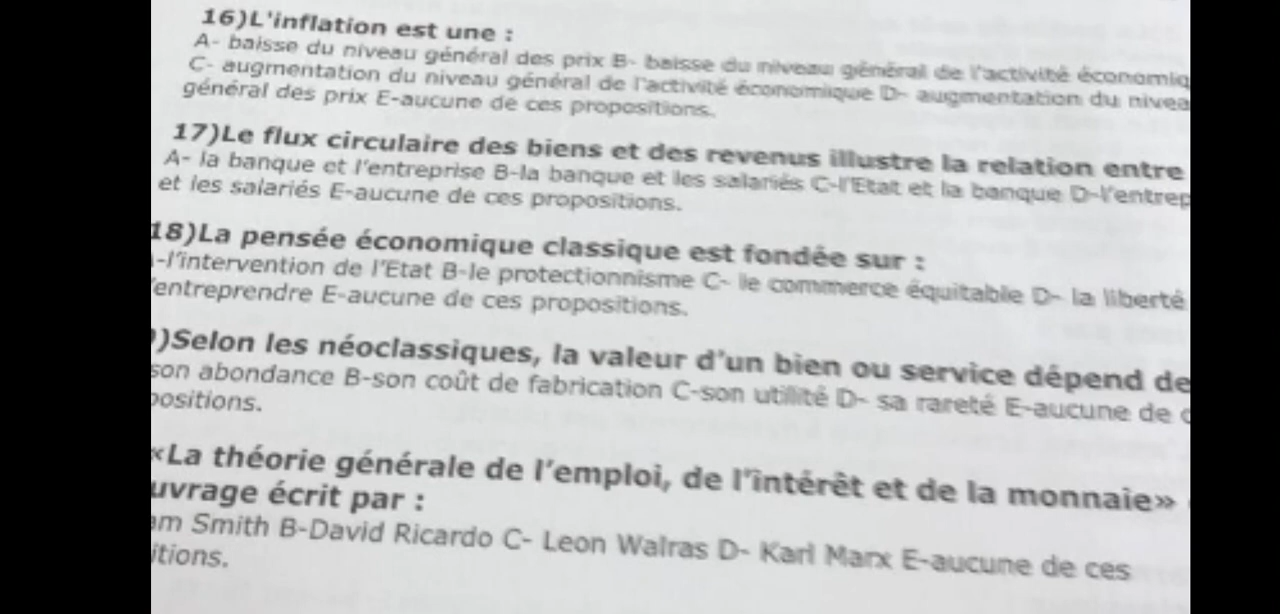 16)L'inflation est une :
A- baisse du niveau général des prix B- baisse du niveau général de l'activité économiq
C- augmentation du niveau général de l'activité économique D- augmentation du nivea
général des prix E-aucune de ces propositions.
17)Le flux circulaire des biens et des revenus illustre la relation entre
A- la banque et l'entreprise B-la banque et les salariés C-l'Etat et la banque D-l'entrep
et les salariés E-aucune de ces propositions.
18)La pensée économique classique est fondée sur :
-l'intervention de l'Etat B-le protectionnisme C- le commerce équitable D- la liberté
'entreprendre E-aucune de ces propositions.
)Selon les néoclassiques, la valeur d'un bien ou service dépend de
son abondance B-son coût de fabrication C-son utilité D- sa rareté E-aucune de c
positions.
«La théorie générale de l'emploi, de l'intérêt et de la monnaie»
uvrage écrit par :
am Smith B-David Ricardo C- Leon Walras D- Karl Marx E-aucune de ces
itions.